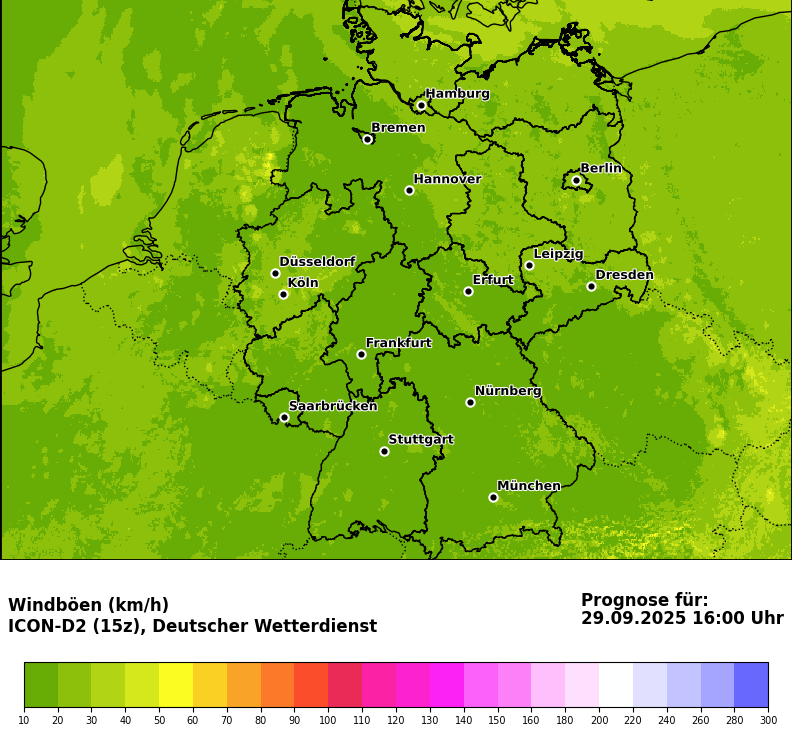 Hamburg
Bremen
Berlin
Hannover
Leipzig
Düsseldorf
Dresden
Köln
Erfurt
Frankfurt
Nürnberg
Saarbrücken
Stuttgart
München
Windböen (km/h)
ICON-D2 (15z), Deutscher Wetterdienst
Prognose für:
29.09.2025 16:00 Uhr
10 20 30 40 50 60 70 80 90 100 110 120 130 140 150 160 180 200 220 240 260 280 300